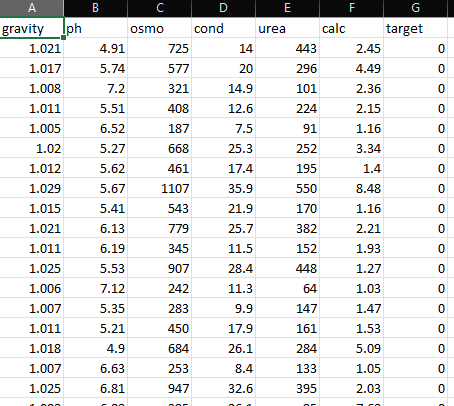 A B C D E F G
gravity ph osmo cond urea calc target
1.021 4.91 725 14 443 2.45 0
1.017 5.74 577 20 296 4.49 0
1.008 7.2 321 14.9 101 2.36 0
1.011 5.51 408 12.6 224 2.15 0
1.005 6.52 187 7.5 91 1.16 0
1.02 5.27 668 25.3 252 3.34 0
1.012 5.62 461 17.4 195 1.4 0
1.029 5.67 1107 35.9 550 8.48 0
1.015 5.41 543 21.9 170 1.16 0
1.021 6.13 779 25.7 382 2.21 0
1.011 6.19 345 11.5 152 1.93 0
1.025 5.53 907 28.4 448 1.27 0
1.006 7.12 242 11.3 64 1.03 0
1.007 5.35 283 9.9 147 1.47 0
1.011 5.21 450 17.9 161 1.53 0
1.018 4.9 684 26.1 284 5.09 0
1.007 6.63 253 8.4 133 1.05 0
1.025 6.81 947 32.6 395 2.03 0